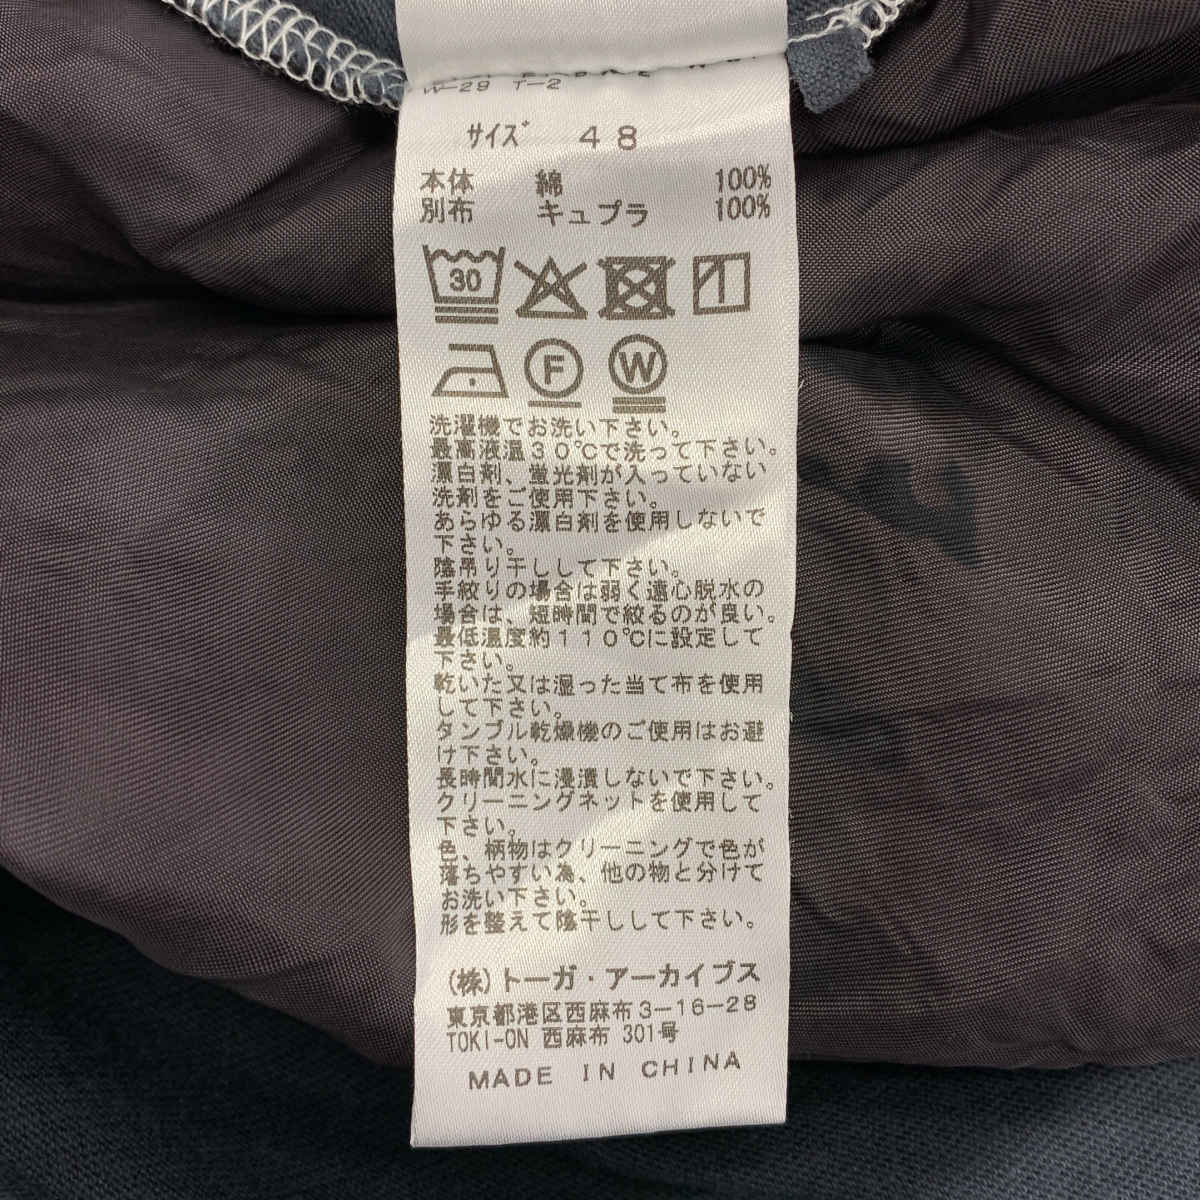 W-29 T-2
サイズ 48
本体 綿 100%
別布 キュプラ 100%
30
F W
洗濯機でお洗い下さい。
最高液温30℃で洗って下さい。
漂白剤、蛍光剤が入っていない
洗剤をご使用下さい。
あらゆる漂白剤を使用しないで
下さい。
陰吊り干しして下さい。
手絞りの場合は弱く遠心脱水の
場合は、短時間で絞るのが良い。
最低温度約110℃に設定して
下さい。
乾いた又は湿った当て布を使用
して下さい。
タンブル乾燥機のご使用はお避
け下さい。
長時間水に浸漬しないで下さい。
クリーニングネットを使用して
下さい。
色、柄物はクリーニングで色が
落ちやすい為、他の物と分けて
お洗い下さい。
形を整えて陰干しして下さい。
(株)トーガ・アーカイブス
東京都港区西麻布3-16-28
TOKI-ON 西麻布 301号
MADE IN CHINA